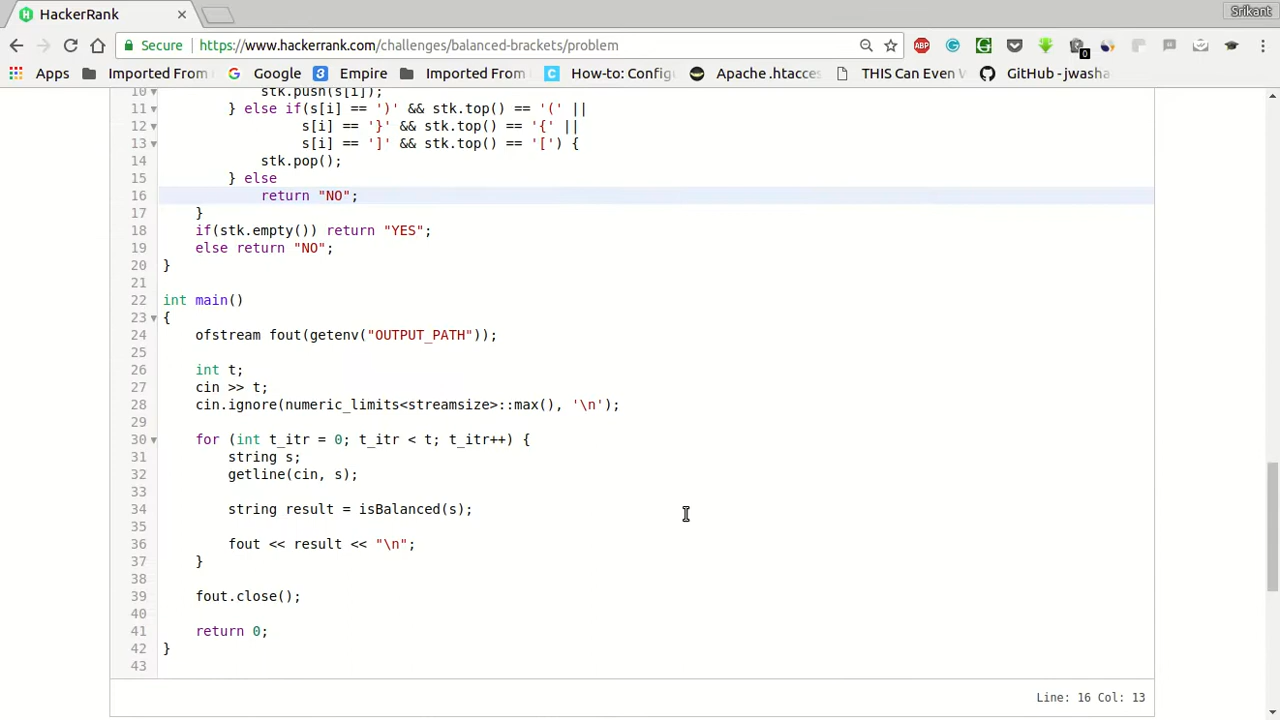 HackerRank
Srikant
Secure https://www.hackerrank.com/challenges/balanced-brackets/problem
ABP
0
Apps Imported From Google Empire Imported From How-to: Config Apache .htacces THIS Can Even GitHub - jwasha
10 stk.push(s[i]);
11 } else if(s[i] == ')' && stk.top() == '(' ||
12 s[i] == '}' && stk.top() == '{' ||
13 s[i] == ']' && stk.top() == '[') {
14 stk.pop();
15 } else
16 return "NO";
17 }
18 if(stk.empty()) return "YES";
19 else return "NO";
20 }
21
22 int main()
23 {
24 ofstream fout(getenv("OUTPUT_PATH"));
25
26 int t;
27 cin >> t;
28 cin.ignore(numeric_limits<streamsize>::max(), '\n');
29
30 for (int t_itr = 0; t_itr < t; t_itr++) {
31 string s;
32 getline(cin, s);
33
34 string result = isBalanced(s);
35
36 fout << result << "\n";
37 }
38
39 fout.close();
40
41 return 0;
42 }
43
Line: 16 Col: 13